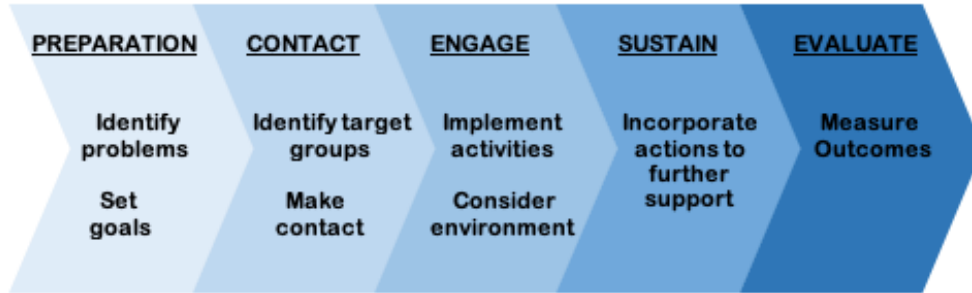 PREPARATION
Identify
problems
Set
goals
CONTACT
Identify target
groups
Make
contact
ENGAGE
Implement
activities
Consider
environment
SUSTAIN
Incorporate
actions to
further
support
EVALUATE
Measure
Outcomes